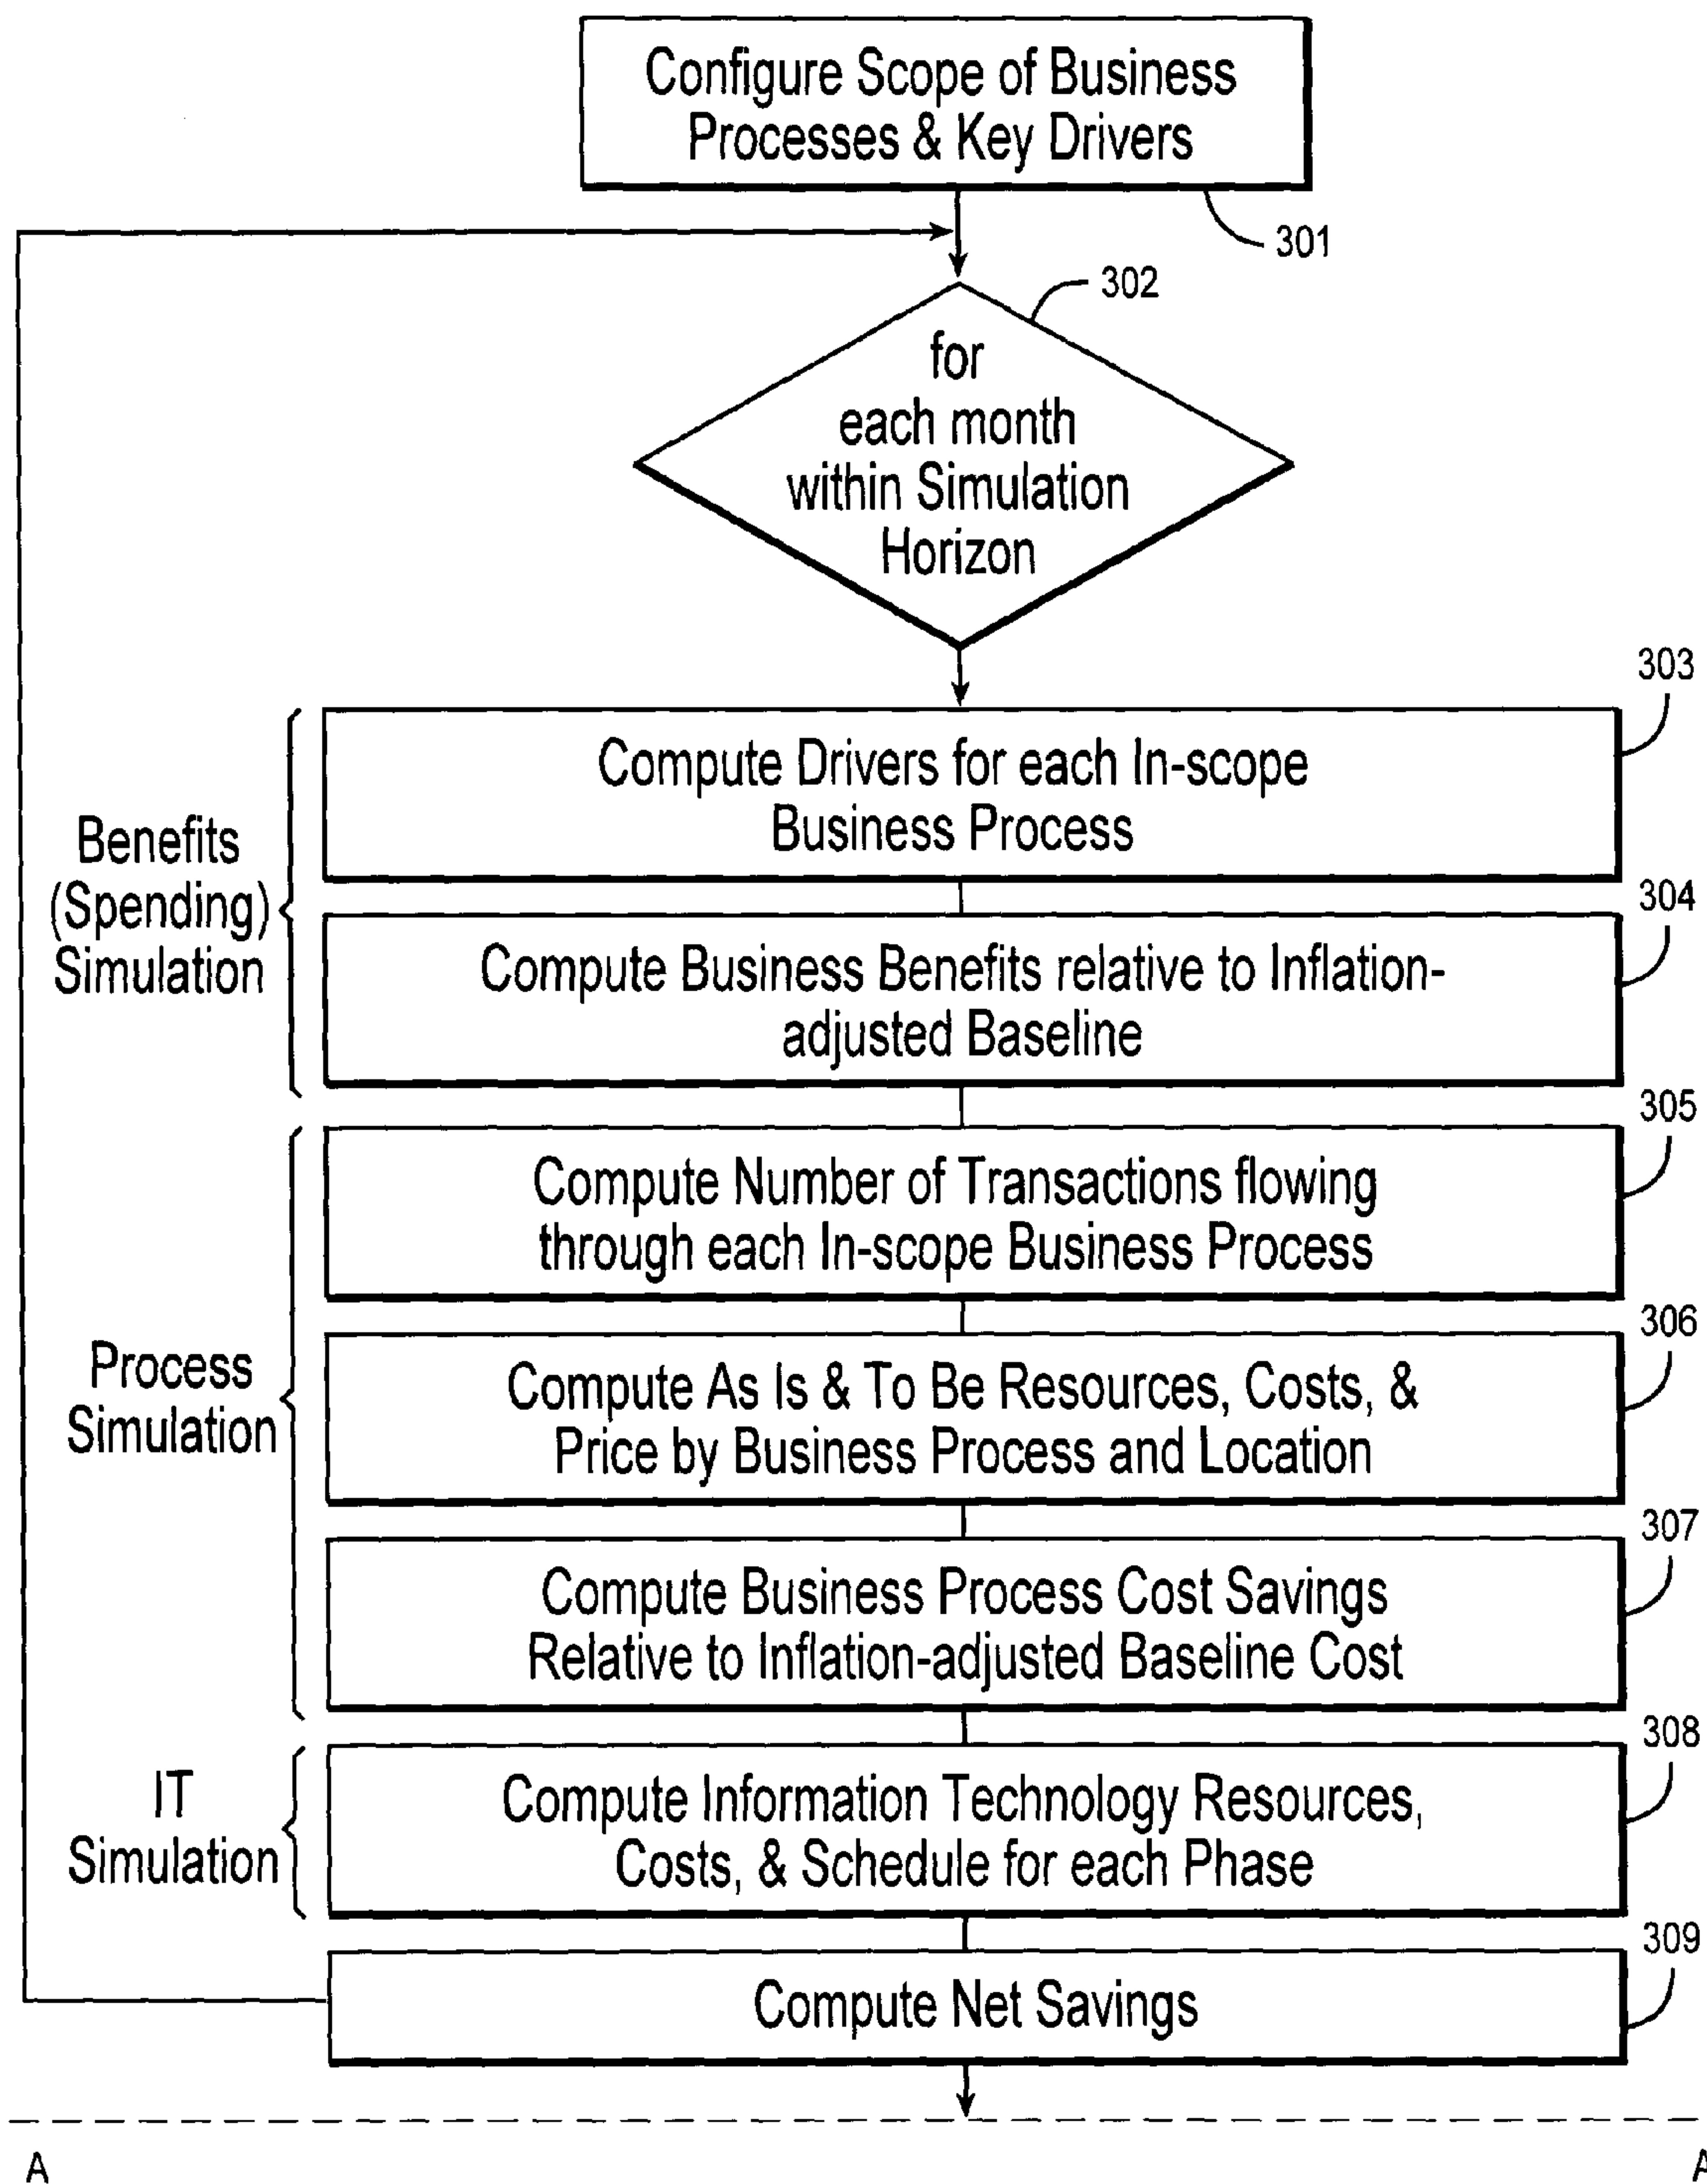 Configure Scope of Business
Processes & Key Drivers
301
302
for
each month
within Simulation
Horizon
303
Compute Drivers for each In-scope
Business Process
Benefits
(Spending)
Simulation
304
Compute Business Benefits relative to Inflation-
adjusted Baseline
305
Compute Number of Transactions flowing
through each In-scope Business Process
306
Process
Simulation
Compute As Is & To Be Resources, Costs, &
Price by Business Process and Location
307
Compute Business Process Cost Savings
Relative to Inflation-adjusted Baseline Cost
308
IT
Simulation
Compute Information Technology Resources,
Costs, & Schedule for each Phase
309
Compute Net Savings
A
A